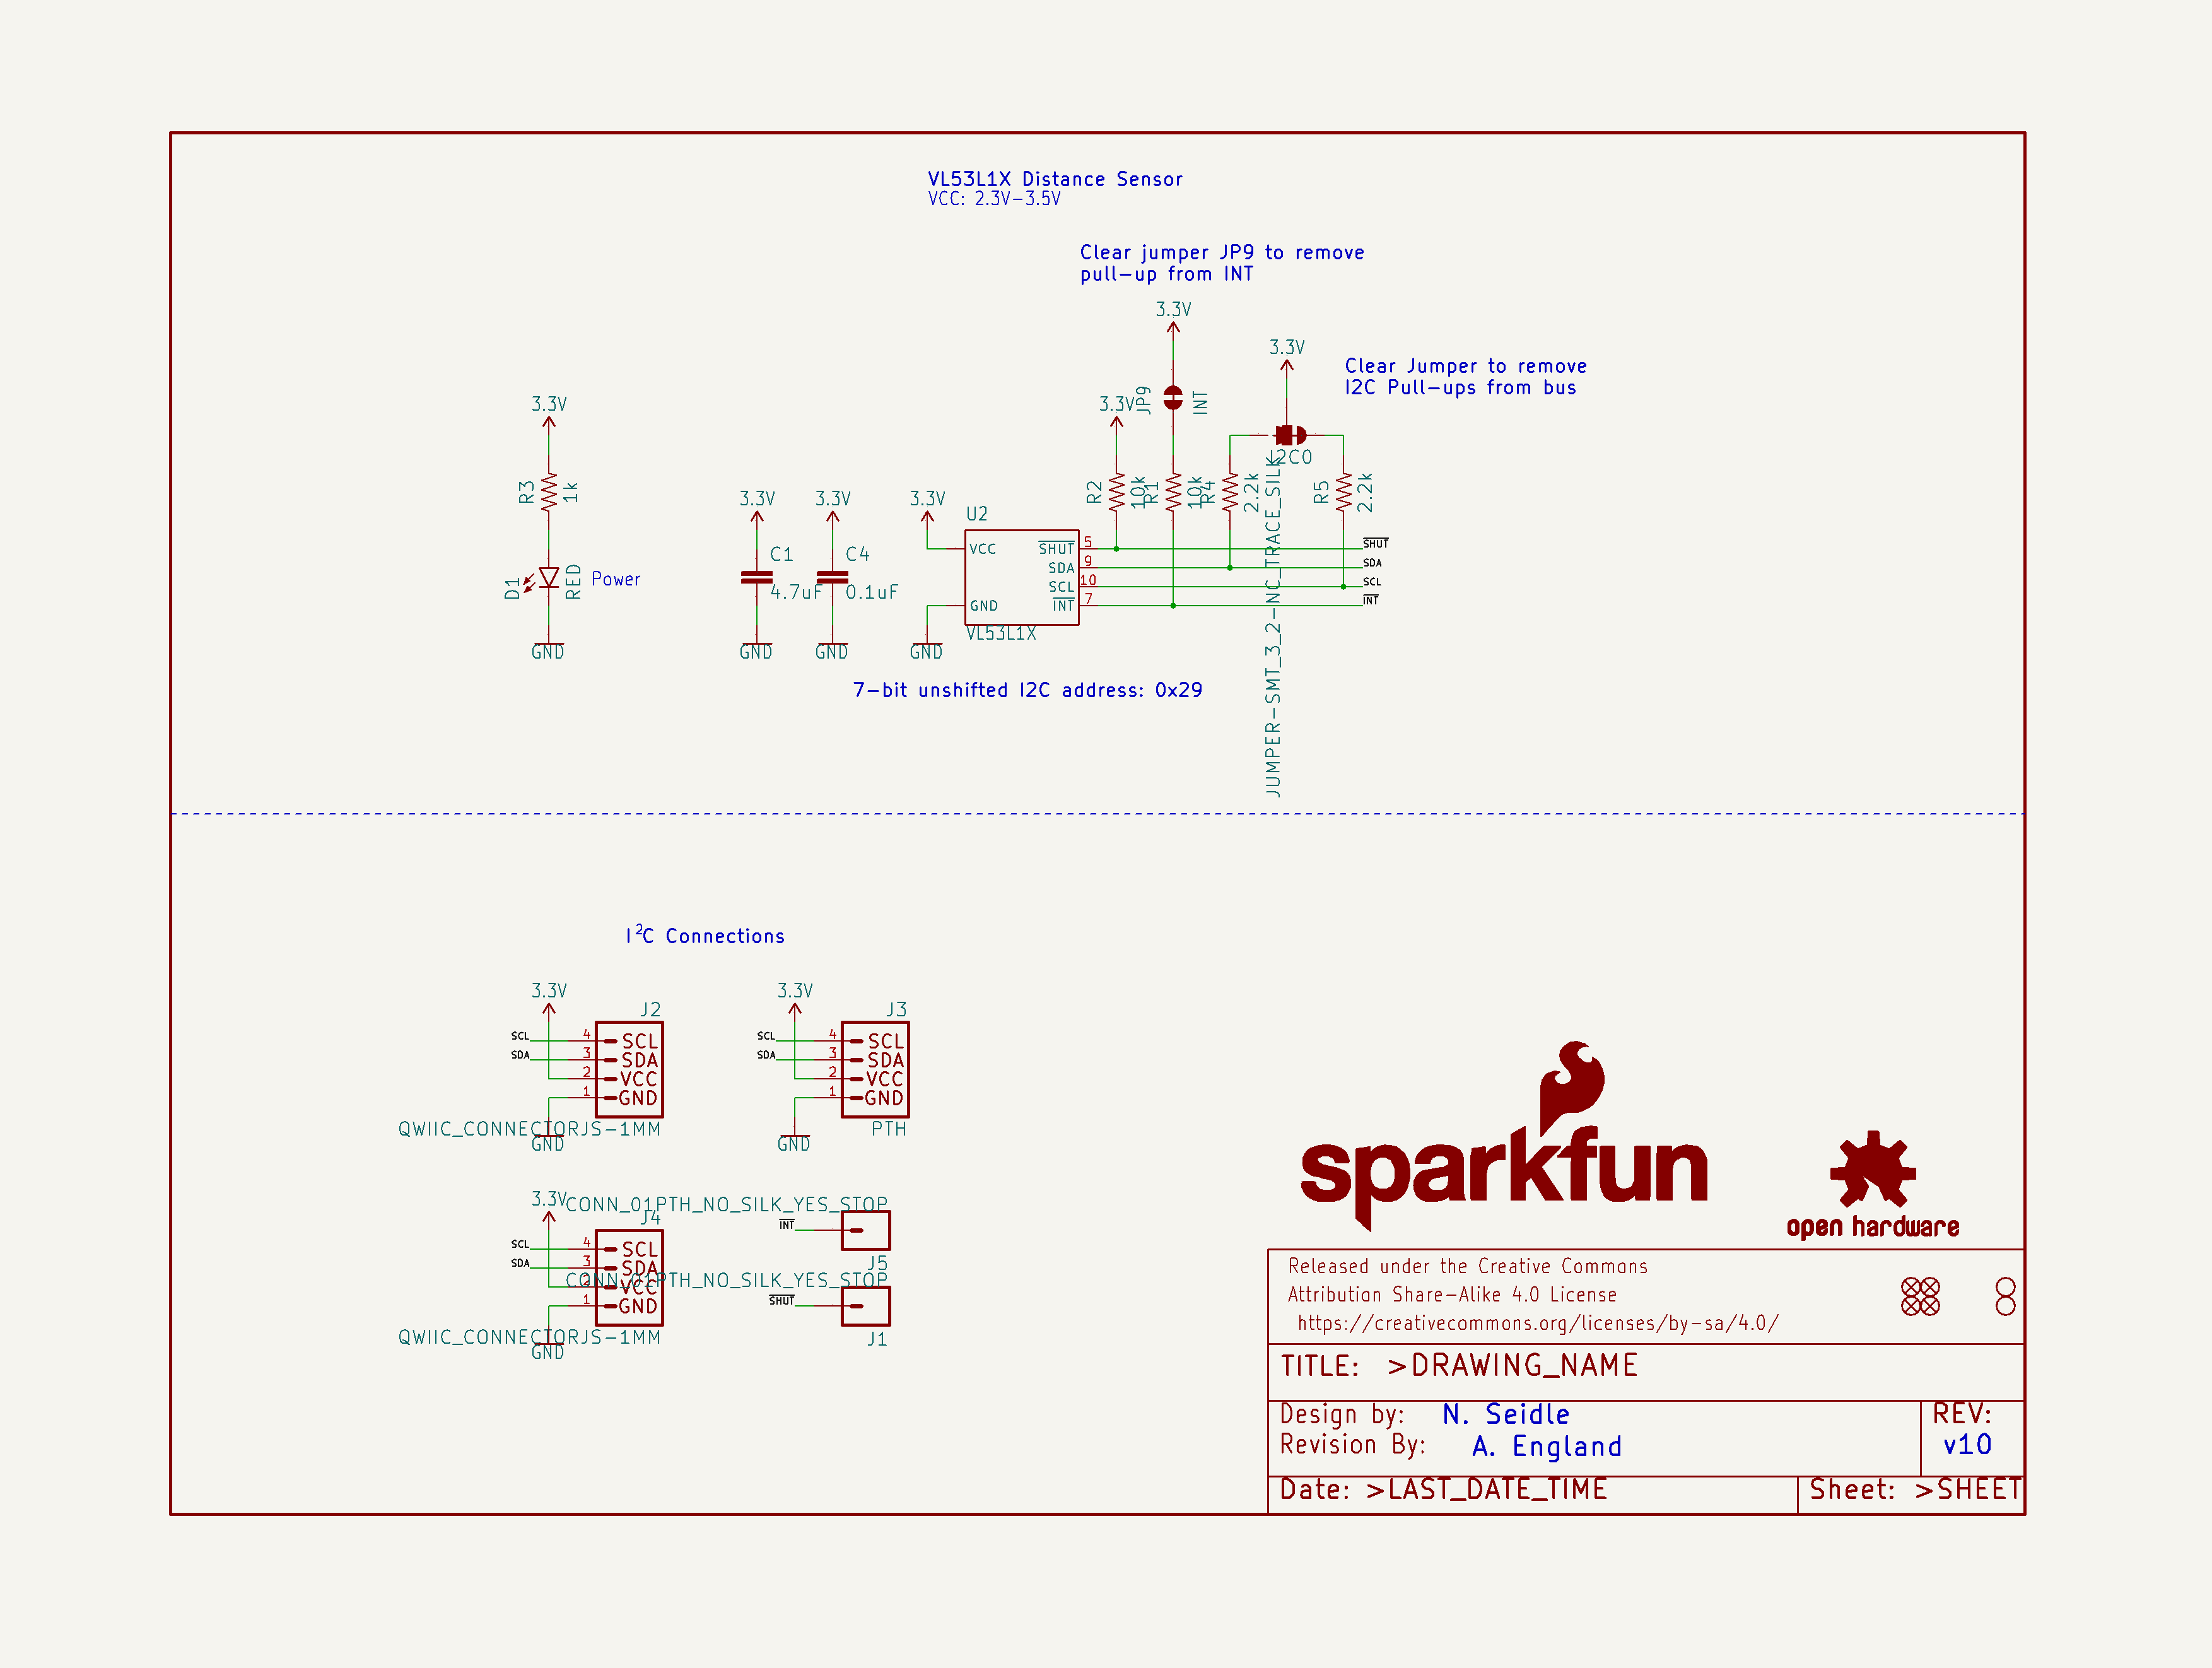 VL53L1X Distance Sensor
VCC: 2.3V-3.5V
Clear jumper JP9 to remove
pull-up from INT
3.3V
3.3V
Clear Jumper to remove
I2C Pull-ups from bus
JP9
INT
3.3V
3.3V
I2C0
R3
1k
R2
10k
R1
10k
R4
2.2k
R5
2.2k
JUMPER-SMT_3_2-NC_TRACE_SILK
3.3V
3.3V
3.3V
U2
VCC
GND
SHUT
SDA
SCL
INT
5
9
10
7
VL53L1X
SHUT
SDA
SCL
INT
C1
4.7uF
C4
0.1uF
D1
RED
Power
GND
GND
GND
GND
7-bit unshifted I2C address: 0x29
I²C Connections
3.3V
J2
SCL
SDA
4
3
2
1
SCL
SDA
VCC
GND
QWIIC_CONNECTORJS-1MM
GND
3.3V
J3
SCL
SDA
4
3
2
1
SCL
SDA
VCC
GND
PTH
GND
3.3V
J4
SCL
SDA
4
3
2
1
SCL
SDA
VCC
GND
QWIIC_CONNECTORJS-1MM
GND
CONN_01PTH_NO_SILK_YES_STOP
INT
J5
CONN_01PTH_NO_SILK_YES_STOP
SHUT
J1
sparkfun
open hardware
Released under the Creative Commons
Attribution Share-Alike 4.0 License
https://creativecommons.org/licenses/by-sa/4.0/
TITLE: >DRAWING_NAME
Design by: N. Seidle
Revision By: A. England
REV:
v10
Date: >LAST_DATE_TIME
Sheet: >SHEET